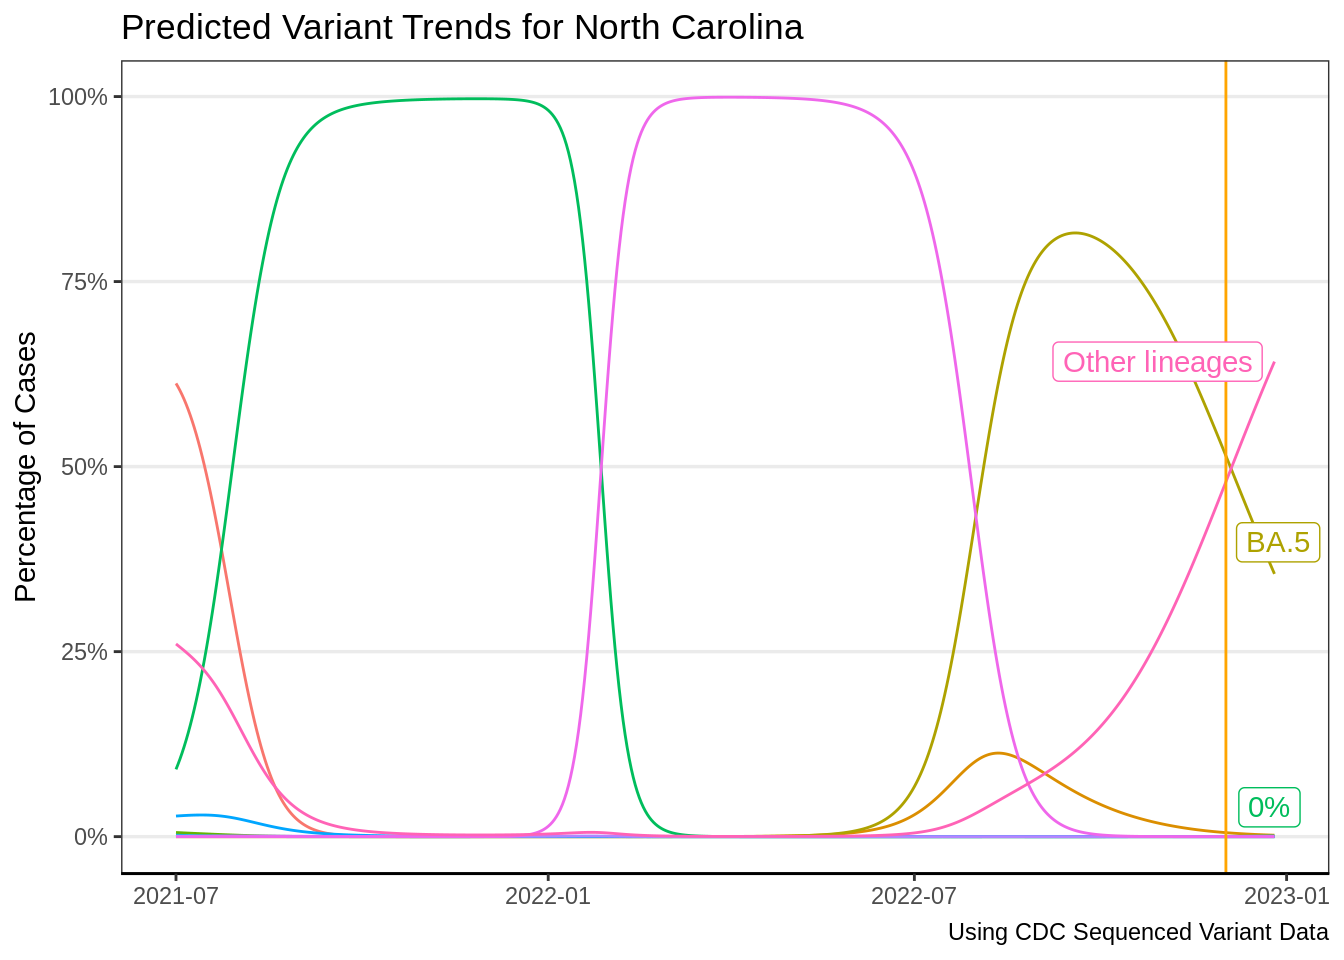 Predicted Variant Trends for North Carolina
Percentage of Cases
100%
75%
50%
25%
0%
Other lineages
BA.5
0%
2021-07
2022-01
2022-07
2023-01
Using CDC Sequenced Variant Data